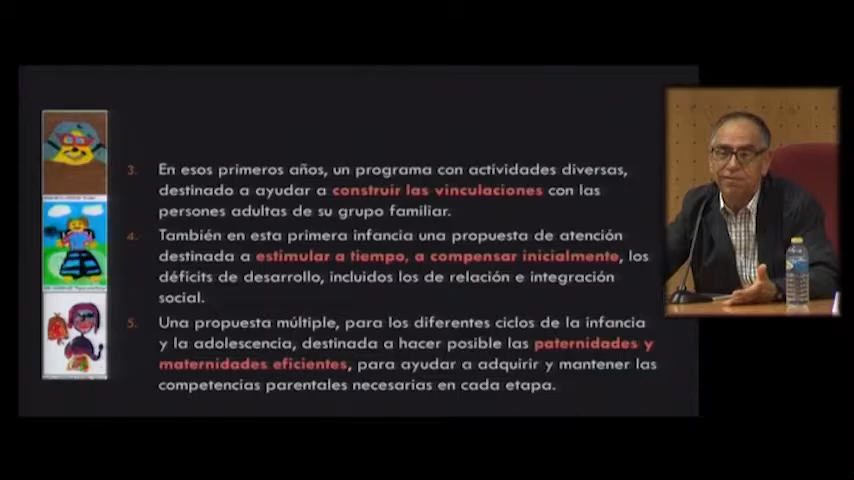 3. En esos primeros años, un programa con actividades diversas,
destinado a ayudar a construir las vinculaciones con las
persones adultas de su grupo familiar.
4. También en esta primera infancia una propuesta de atención
destinada a estimular a tiempo, a compensar inicialmente, los
déficits de desarrollo, incluidos los de relación e integración
social.
5. Una propuesta múltiple, para los diferentes ciclos de la infancia
y la adolescencia, destinada a hacer posible las paternidades y
maternidades eficientes, para ayudar a adquirir y mantener las
competencias parentales necesarias en cada etapa.